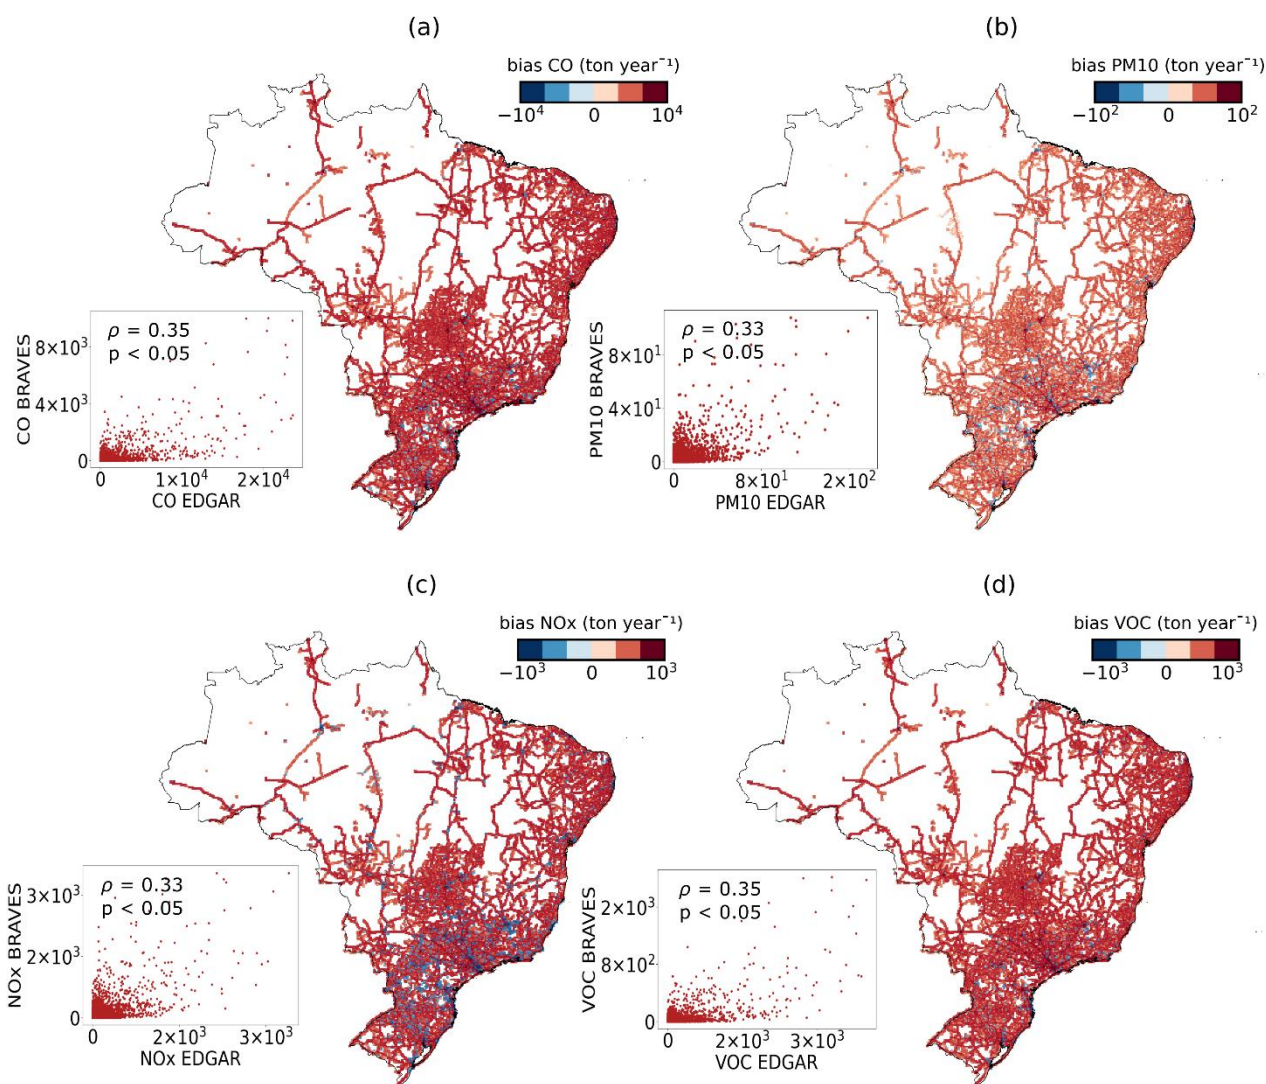 (a)
bias CO (ton year⁻¹)
−10⁴ 0 10⁴
ρ = 0.35
p < 0.05
CO BRAVES
8×10³
4×10³
0
0 1×10⁴ 2×10⁴
CO EDGAR
(b)
bias PM10 (ton year⁻¹)
−10² 0 10²
ρ = 0.33
p < 0.05
PM10 BRAVES
8×10¹
4×10¹
0
0 8×10¹ 2×10²
PM10 EDGAR
(c)
bias NOx (ton year⁻¹)
−10³ 0 10³
ρ = 0.33
p < 0.05
NOx BRAVES
3×10³
2×10³
0
0 2×10³ 3×10³
NOx EDGAR
(d)
bias VOC (ton year⁻¹)
−10³ 0 10³
ρ = 0.35
p < 0.05
VOC BRAVES
2×10³
8×10²
0
0 2×10³ 3×10³
VOC EDGAR